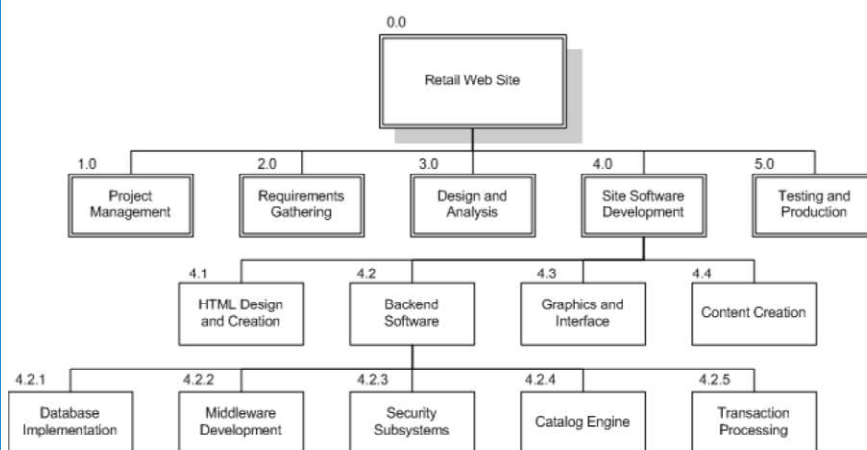 0.0
Retail Web Site
1.0
2.0
3.0
4.0
5.0
Project
Management
Requirements
Gathering
Design and
Analysis
Site Software
Development
Testing and
Production
4.1
4.2
4.3
4.4
HTML Design
and Creation
Backend
Software
Graphics and
Interface
Content Creation
4.2.1
4.2.2
4.2.3
4.2.4
4.2.5
Database
Implementation
Middleware
Development
Security
Subsystems
Catalog Engine
Transaction
Processing